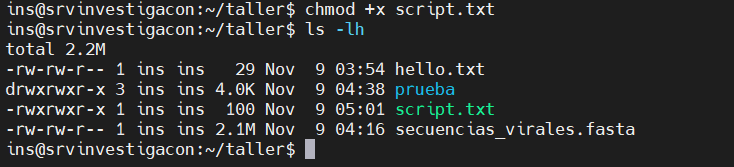 ins@srvinvestigacon:~/taller$ chmod +x script.txt
ins@srvinvestigacon:~/taller$ ls -lh
total 2.2M
-rw-rw-r-- 1 ins ins   29 Nov  9 03:54 hello.txt
drwxrwxr-x 3 ins ins 4.0K Nov  9 04:38 prueba
-rwxrwxr-x 1 ins ins  100 Nov  9 05:01 script.txt
-rw-rw-r-- 1 ins ins 2.1M Nov  9 04:16 secuencias_virales.fasta
ins@srvinvestigacon:~/taller$